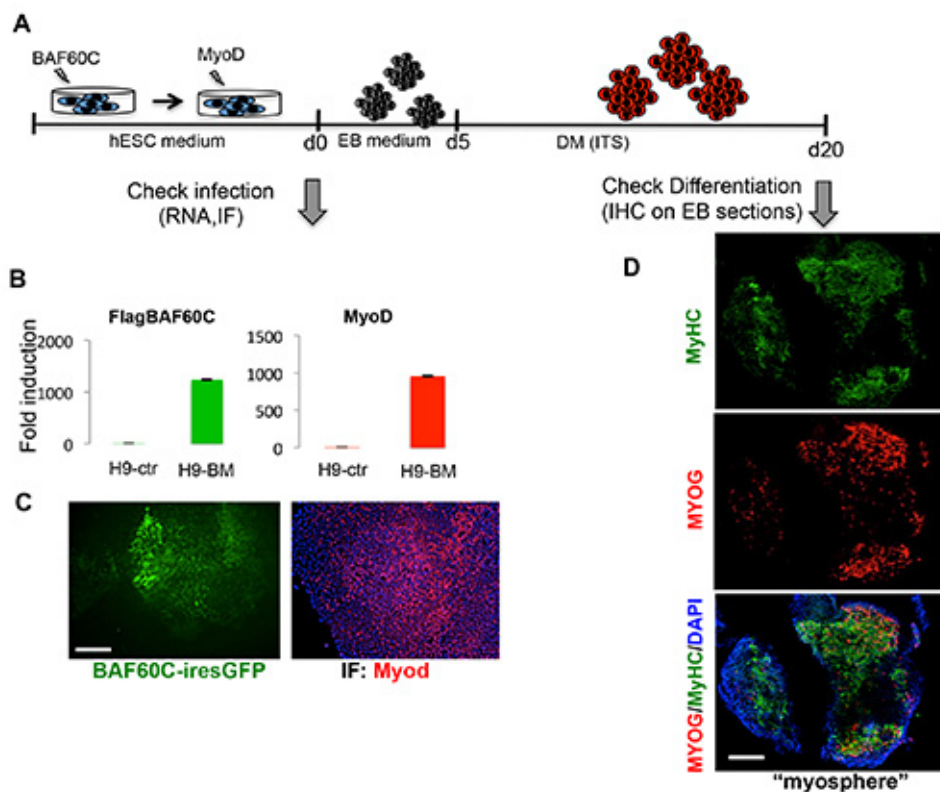 A
BAF60C
MyoD
hESC medium
d0
EB medium
d5
DM (ITS)
d20
Check infection
(RNA,IF)
Check Differentiation
(IHC on EB sections)
B
FlagBAF60C
Fold induction
2000
1000
0
H9-ctr
H9-BM
MyoD
1500
1000
500
0
H9-ctr
H9-BM
C
BAF60C-iresGFP
IF: Myod
D
MyHC
MYOG
MYOG/MyHC/DAPI
“myosphere”